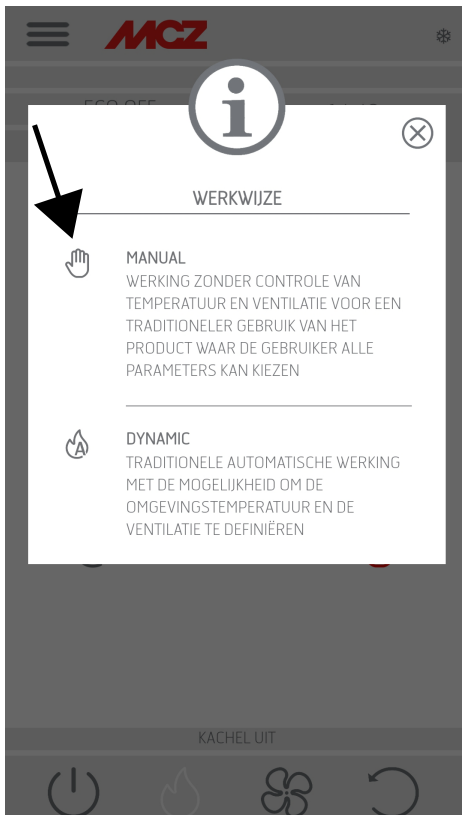 MCZ
i
WERKWIJZE
MANUAL
WERKING ZONDER CONTROLE VAN
TEMPERATUUR EN VENTILATIE VOOR EEN
TRADITIONELER GEBRUIK VAN HET
PRODUCT WAAR DE GEBRUIKER ALLE
PARAMETERS KAN KIEZEN
A
DYNAMIC
TRADITIONELE AUTOMATISCHE WERKING
MET DE MOGELIJKHEID OM DE
OMGEVINGSTEMPERATUUR EN DE
VENTILATIE TE DEFINIËREN
KACHEL UIT